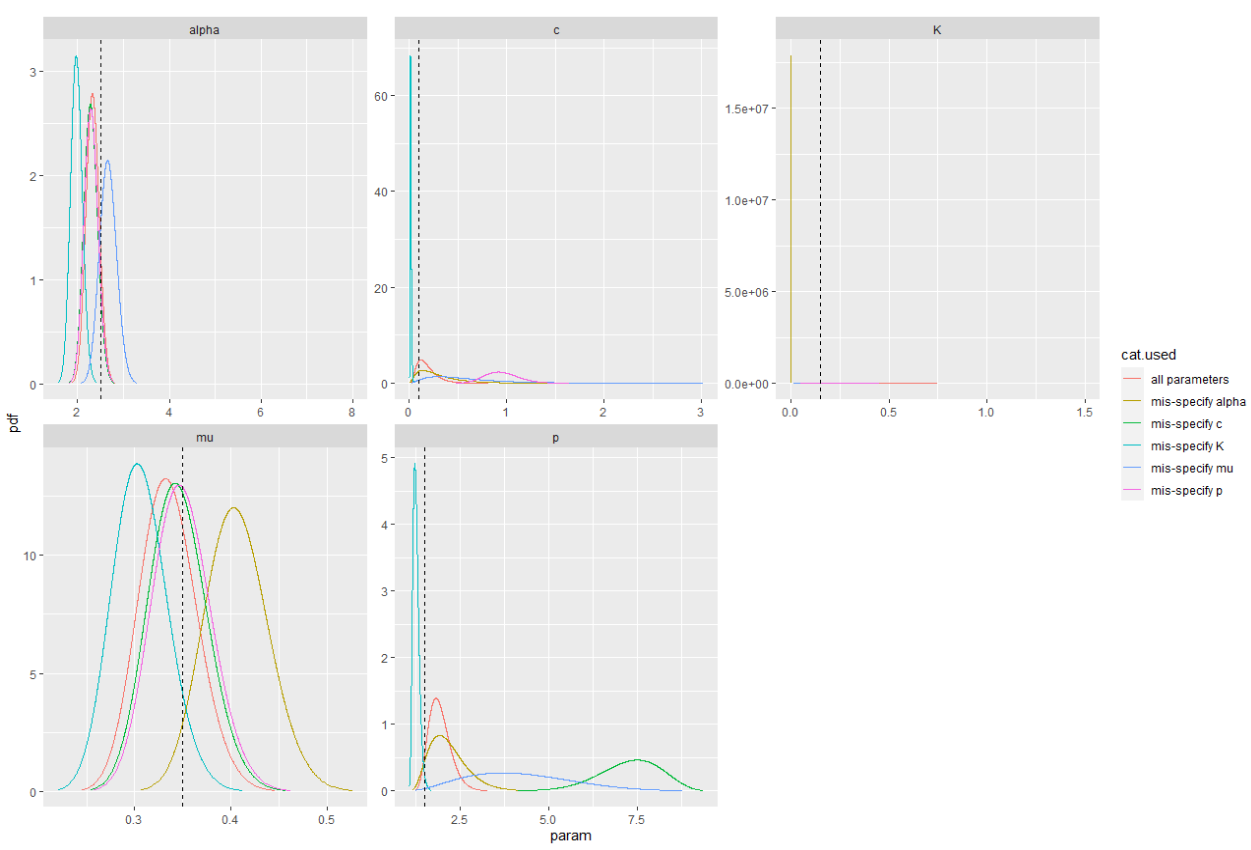 alpha
c
K
3
2
1
0
2
4
6
8
60
40
20
0
0
1
2
3
1.5e+07
1.0e+07
5.0e+06
0.0e+00
0.0
0.5
1.0
1.5
pdf
mu
p
10
5
0
0.3
0.4
0.5
5
4
3
2
1
0
2.5
5.0
7.5
param
cat.used
all parameters
mis-specify alpha
mis-specify c
mis-specify K
mis-specify mu
mis-specify p